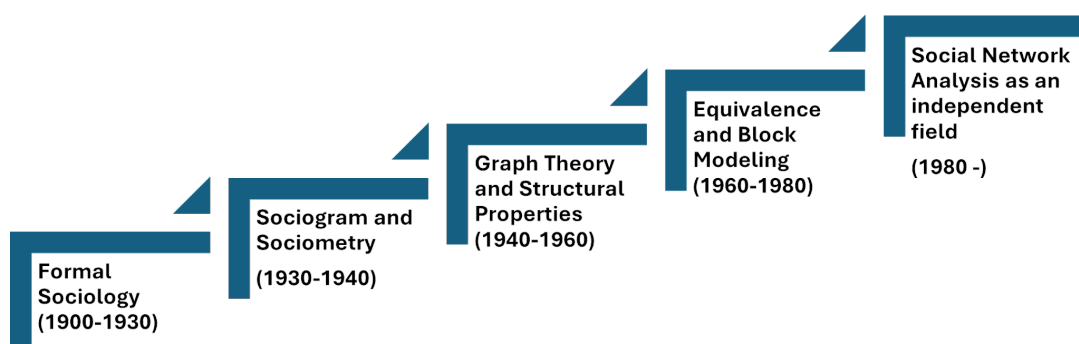 Formal
Sociology
(1900-1930)
Sociogram and
Sociometry
(1930-1940)
Graph Theory
and Structural
Properties
(1940-1960)
Equivalence
and Block
Modeling
(1960-1980)
Social Network
Analysis as an
independent
field
(1980 -)